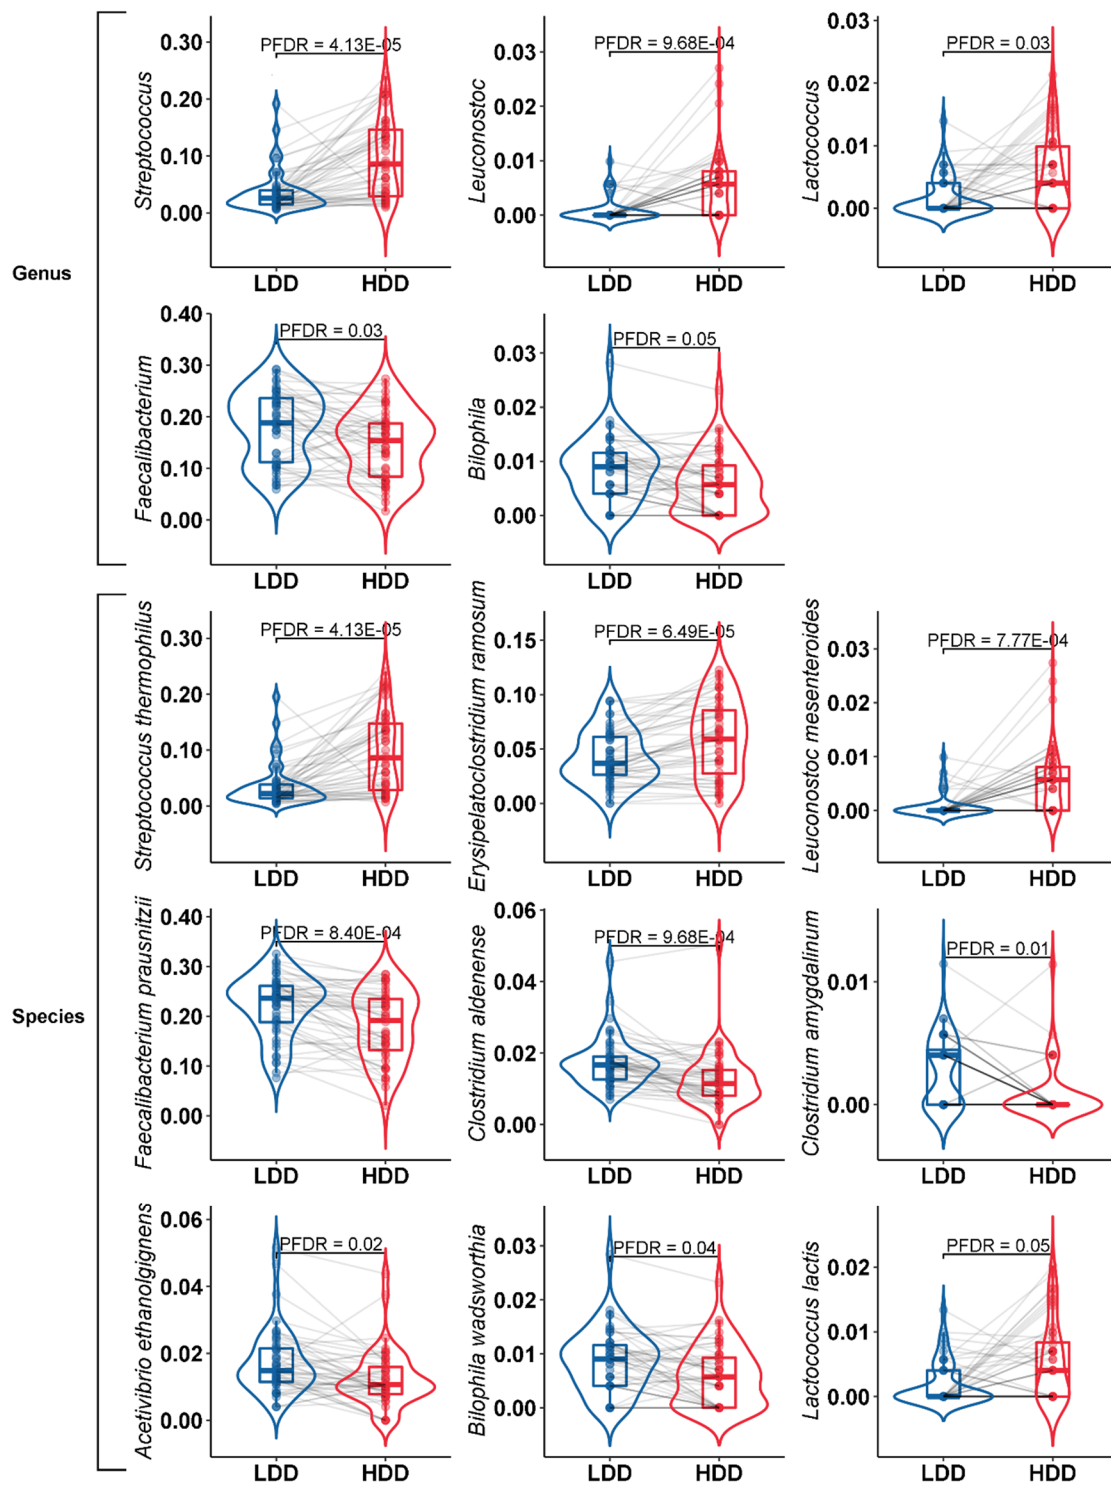 Genus
Streptococcus
0.30
0.20
0.10
0.00
PFDR = 4.13E-05
LDD HDD
Leuconostoc
0.03
0.02
0.01
0.00
PFDR = 9.68E-04
LDD HDD
Lactococcus
0.03
0.02
0.01
0.00
PFDR = 0.03
LDD HDD
Faecalibacterium
0.40
0.30
0.20
0.10
0.00
PFDR = 0.03
LDD HDD
Bilophila
0.03
0.02
0.01
0.00
PFDR = 0.05
LDD HDD
Species
Streptococcus thermophilus
0.30
0.20
0.10
0.00
PFDR = 4.13E-05
LDD HDD
Erysipelatoclostridium ramosum
0.15
0.10
0.05
0.00
PFDR = 6.49E-05
LDD HDD
Leuconostoc mesenteroides
0.03
0.02
0.01
0.00
PFDR = 7.77E-04
LDD HDD
Faecalibacterium prausnitzii
0.40
0.30
0.20
0.10
0.00
PFDR = 8.40E-04
LDD HDD
Clostridium aldenense
0.06
0.04
0.02
0.00
PFDR = 9.68E-04
LDD HDD
Clostridium amygdalinum
0.01
0.00
PFDR = 0.01
LDD HDD
Acetivibrio ethanolgignens
0.06
0.04
0.02
0.00
PFDR = 0.02
LDD HDD
Bilophila wadsworthia
0.03
0.02
0.01
0.00
PFDR = 0.04
LDD HDD
Lactococcus lactis
0.02
0.01
0.00
PFDR = 0.05
LDD HDD